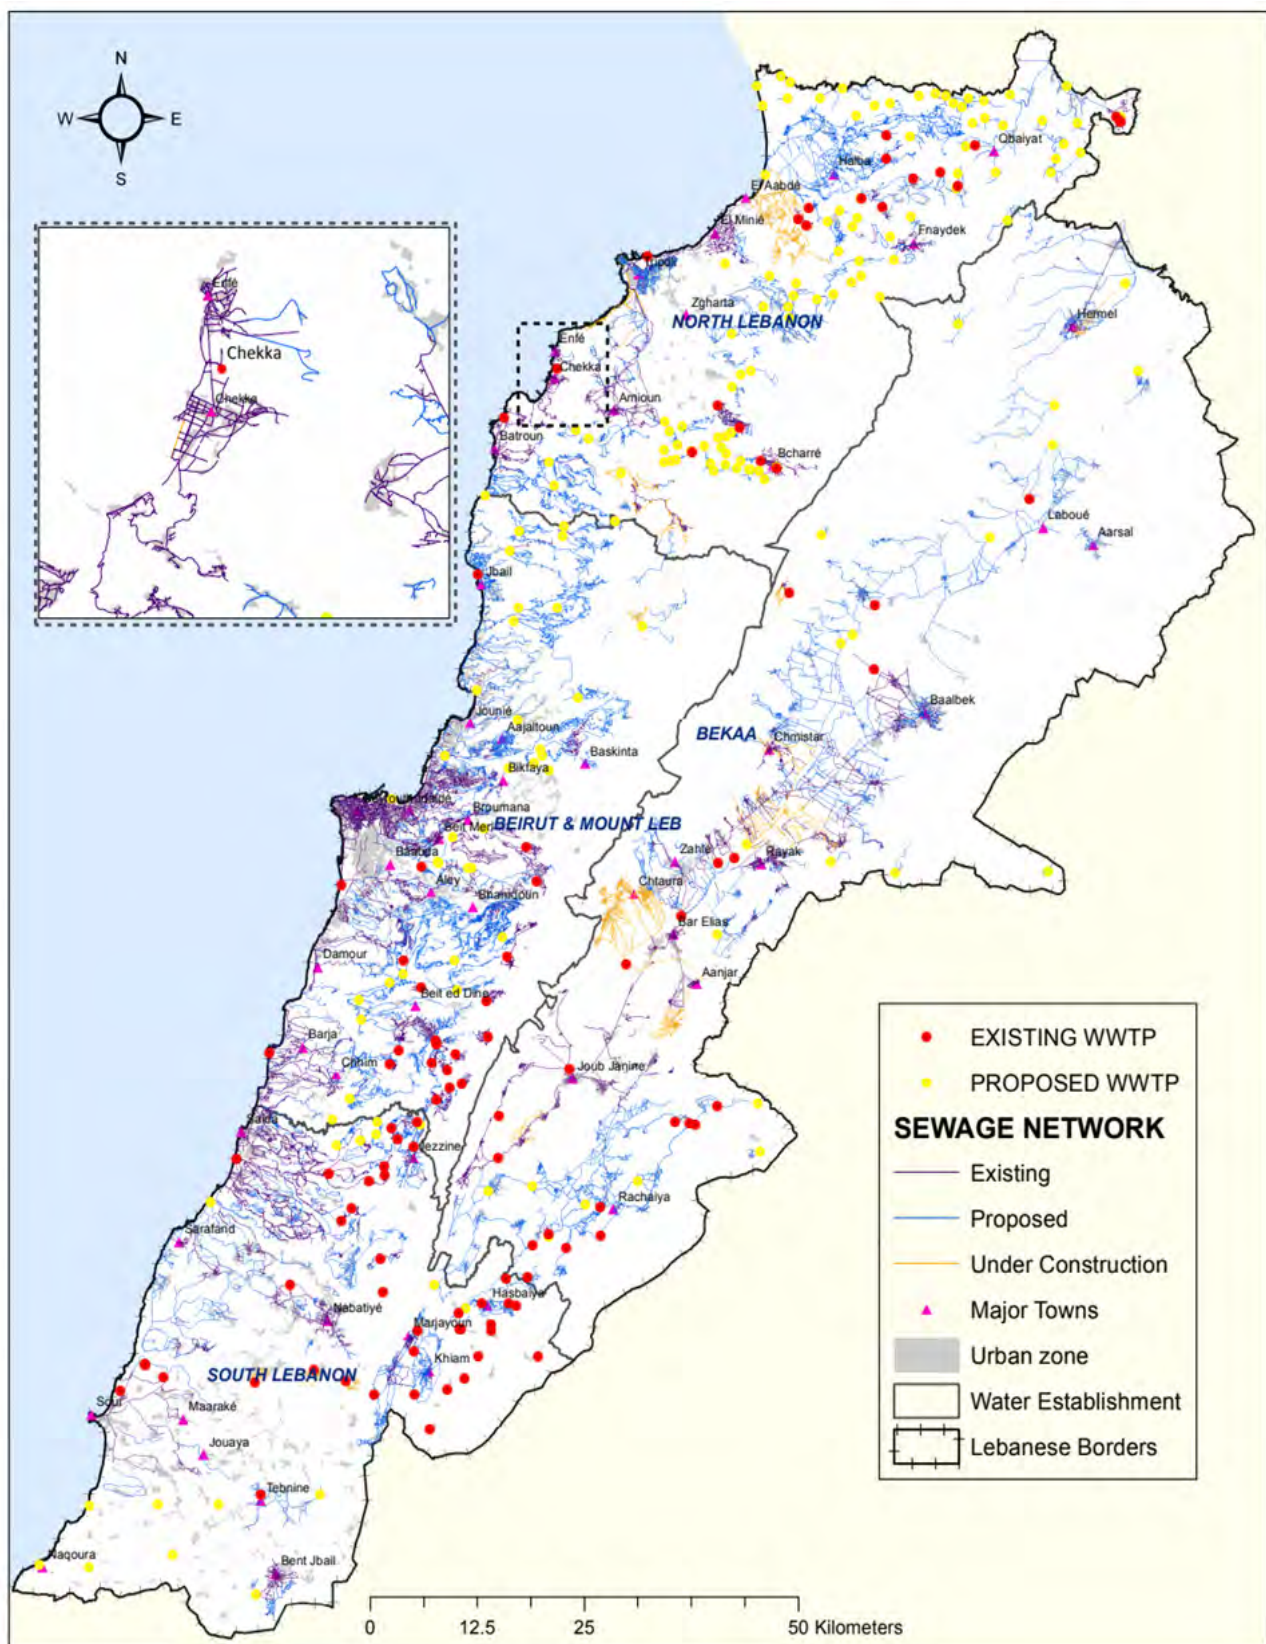 N
W E
S
Qbaiyat
Halba
El Aabdé
El Minié
Fnaydek
Enfé
Zgharta
NORTH LEBANON
Hermel
Enfé
Chekka
Chekka
Chekka
Amioun
Batroun
Bcharré
Laboué
Aarsal
Jbail
Baalbek
Jounié
Aajaltoun
BEKAA
Chmistar
Baskinta
Bikfaya
Broumana
BEIRUT & MOUNT LEB
Beit Meri
Baabda
Zahlé
Rayak
Aley
Chtaura
Bhamdoun
Bar Elias
Damour
Aanjar
Beit ed Dine
Barja
Chhim
Joub Janine
Saida
Jezzine
Rachaiya
Sarafand
Hasbaiya
Nabatiyé
Marjayoun
Khiam
SOUTH LEBANON
Sour
Maaraké
Jouaya
Tebnine
Naqoura
Bent Jbail
EXISTING WWTP
PROPOSED WWTP
SEWAGE NETWORK
Existing
Proposed
Under Construction
Major Towns
Urban zone
Water Establishment
Lebanese Borders
0 12.5 25 50 Kilometers